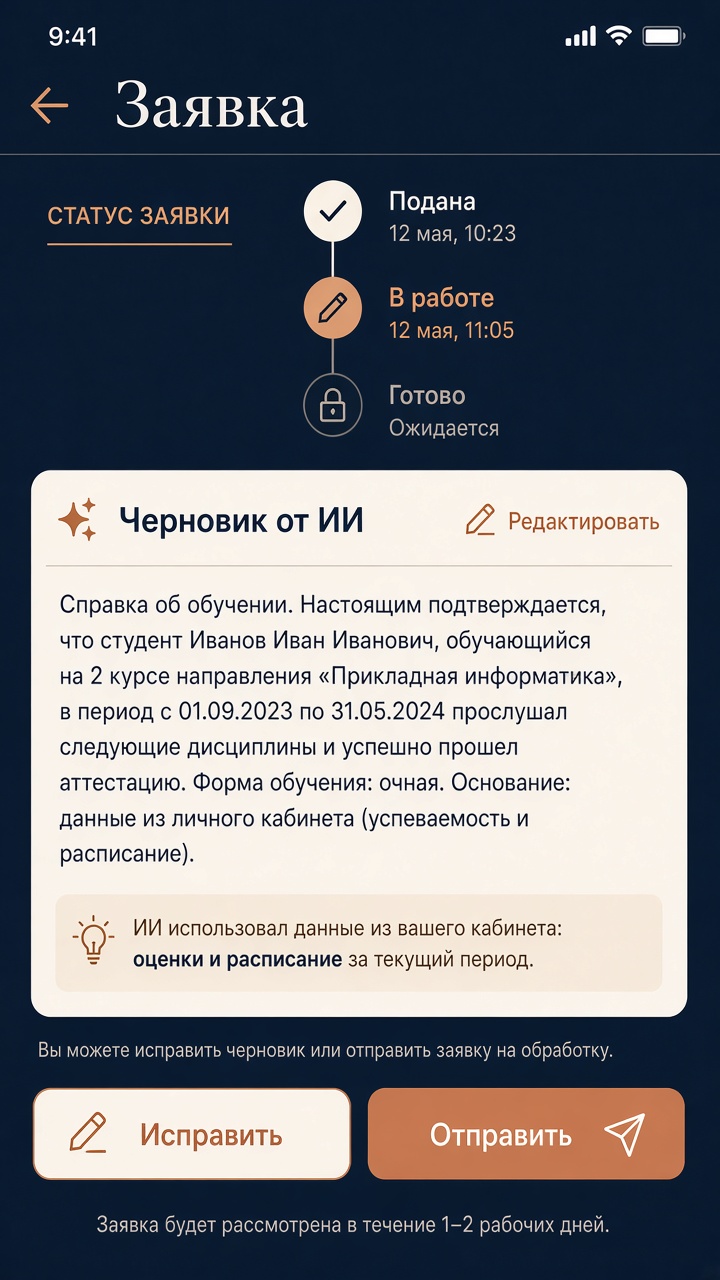 9:41
Заявка
СТАТУС ЗАЯВКИ
Подана
12 мая, 10:23
В работе
12 мая, 11:05
Готово
Ожидается
Черновик от ИИ
Редактировать
Справка об обучении. Настоящим подтверждается,
что студент Иванов Иван Иванович, обучающийся
на 2 курсе направления «Прикладная информатика»,
в период с 01.09.2023 по 31.05.2024 прослушал
следующие дисциплины и успешно прошел
аттестацию. Форма обучения: очная. Основание:
данные из личного кабинета (успеваемость и
расписание).
ИИ использовал данные из вашего кабинета:
оценки и расписание за текущий период.
Вы можете исправить черновик или отправить заявку на обработку.
Исправить
Отправить
Заявка будет рассмотрена в течение 1–2 рабочих дней.